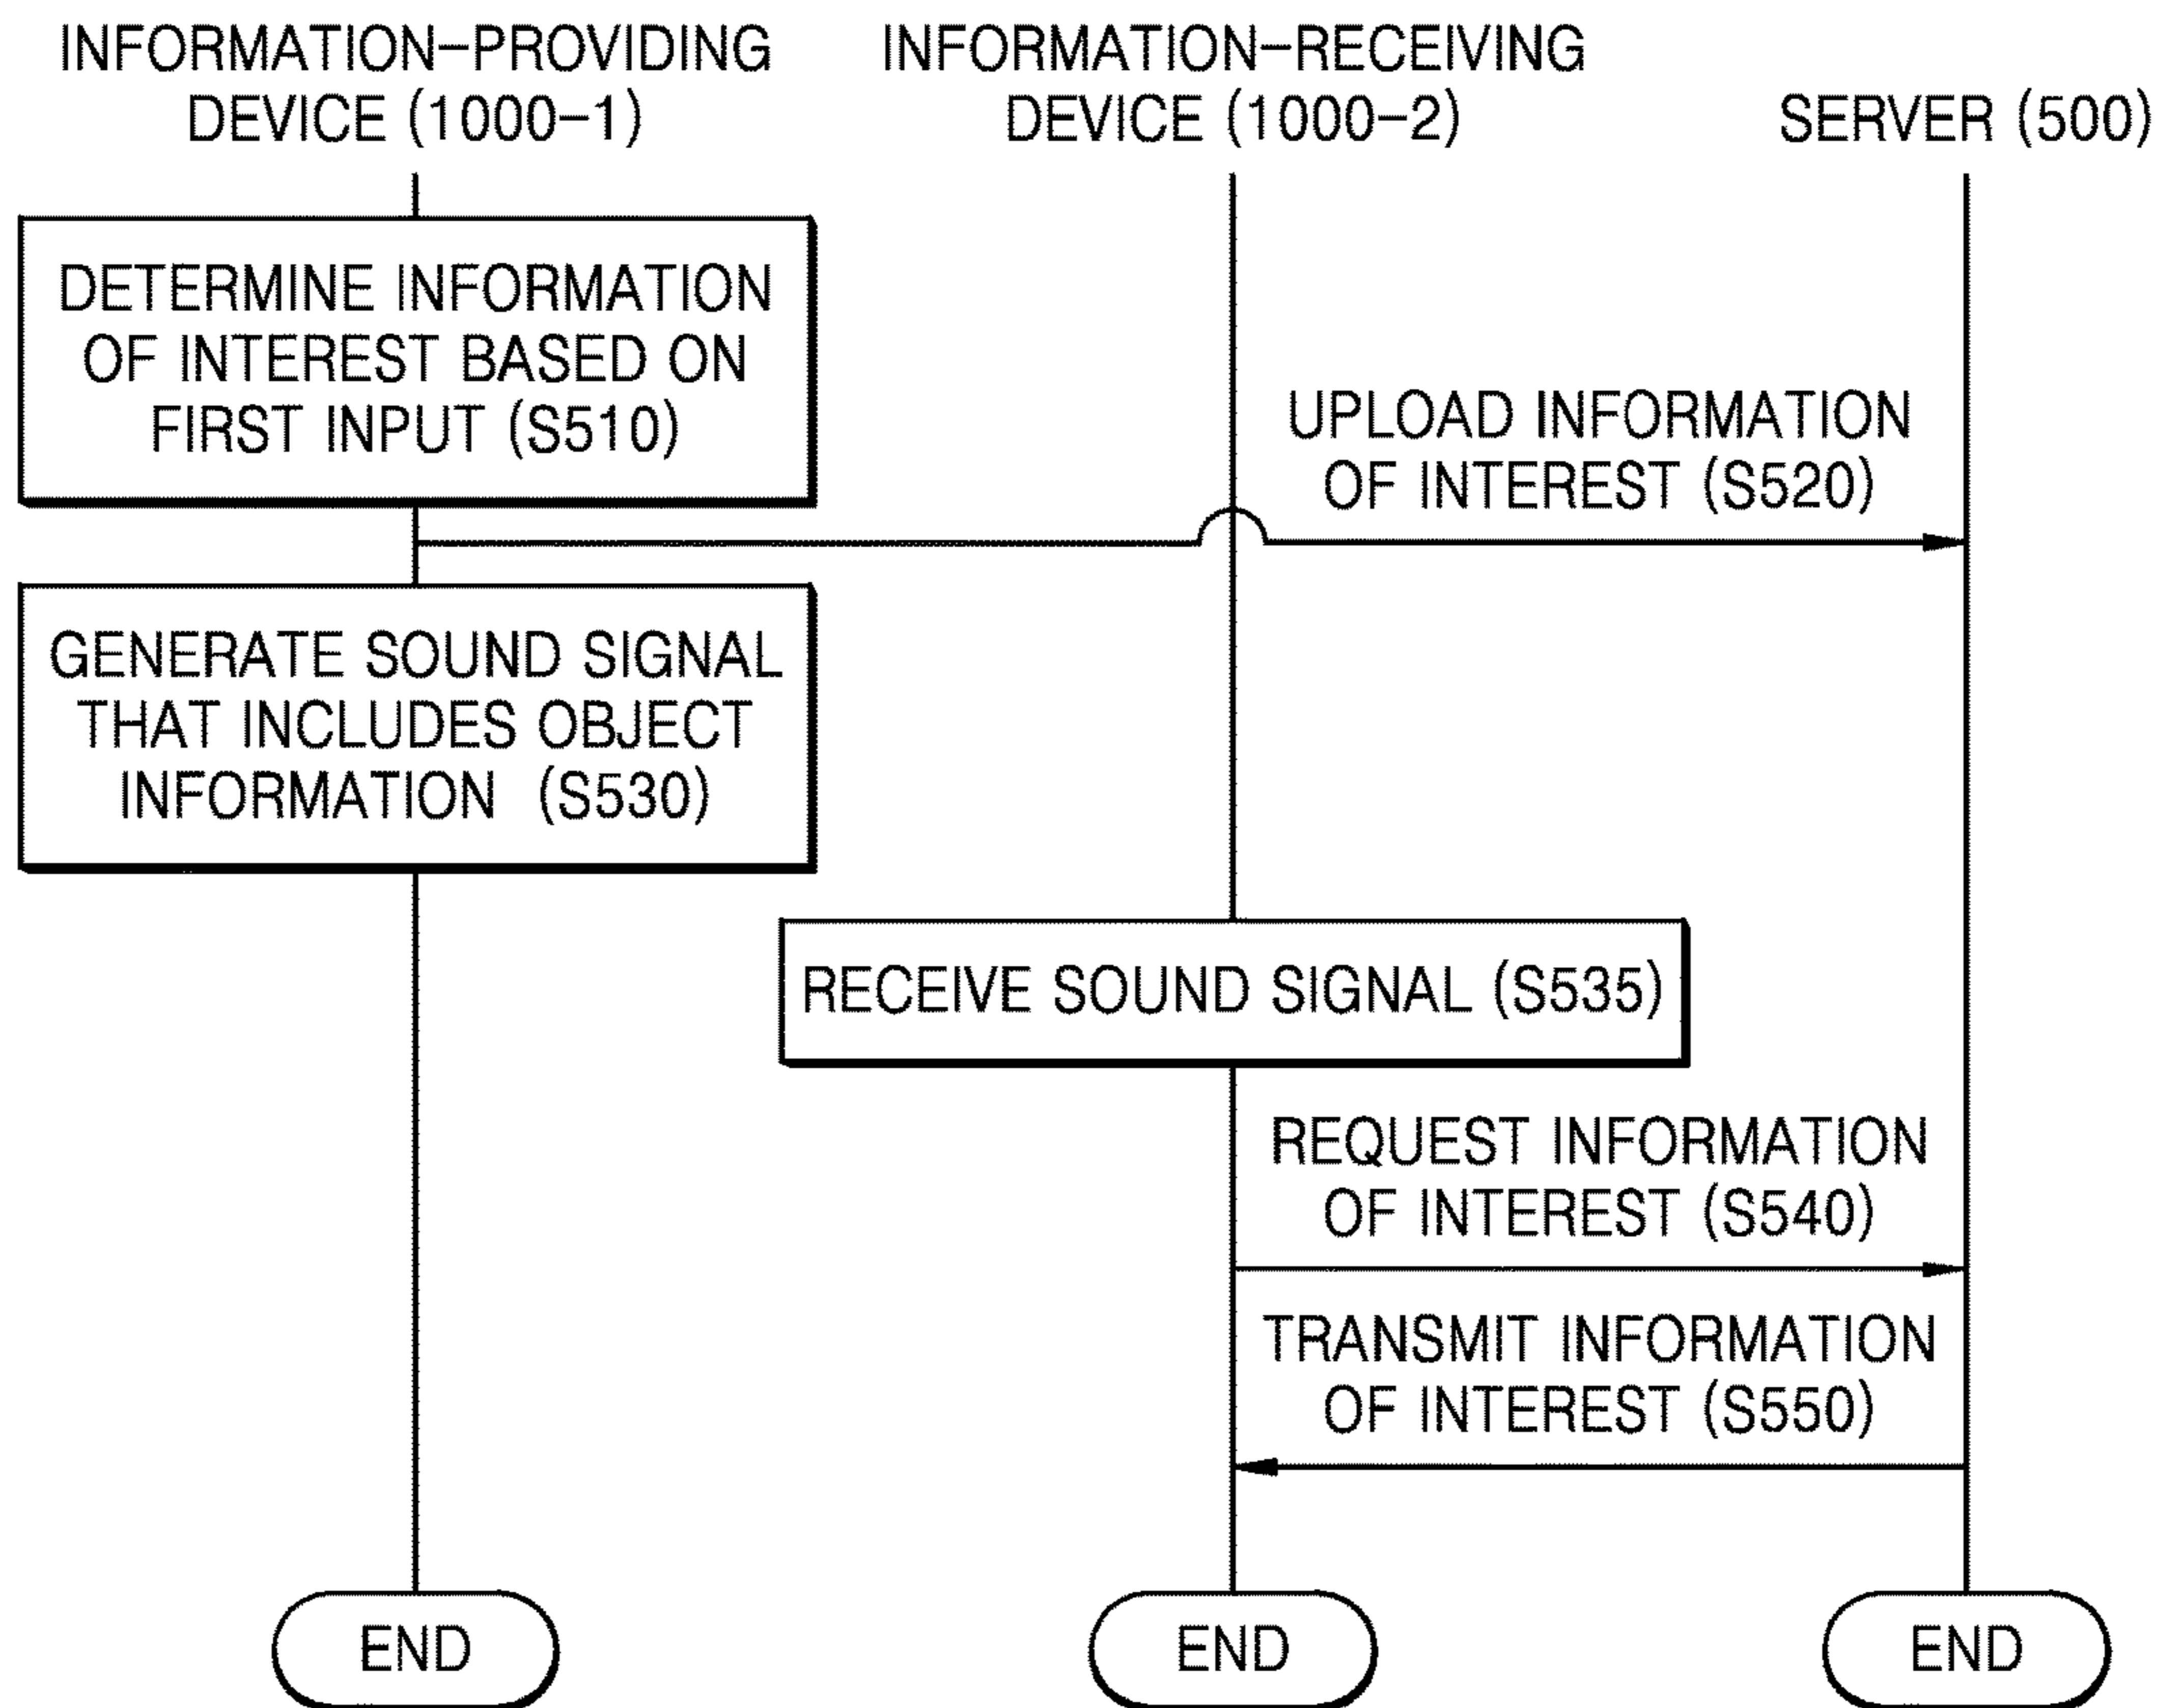 INFORMATION-PROVIDING
DEVICE (1000-1)
INFORMATION-RECEIVING
DEVICE (1000-2)
SERVER (500)
DETERMINE INFORMATION
OF INTEREST BASED ON
FIRST INPUT (S510)
UPLOAD INFORMATION
OF INTEREST (S520)
GENERATE SOUND SIGNAL
THAT INCLUDES OBJECT
INFORMATION (S530)
RECEIVE SOUND SIGNAL (S535)
REQUEST INFORMATION
OF INTEREST (S540)
TRANSMIT INFORMATION
OF INTEREST (S550)
END
END
END